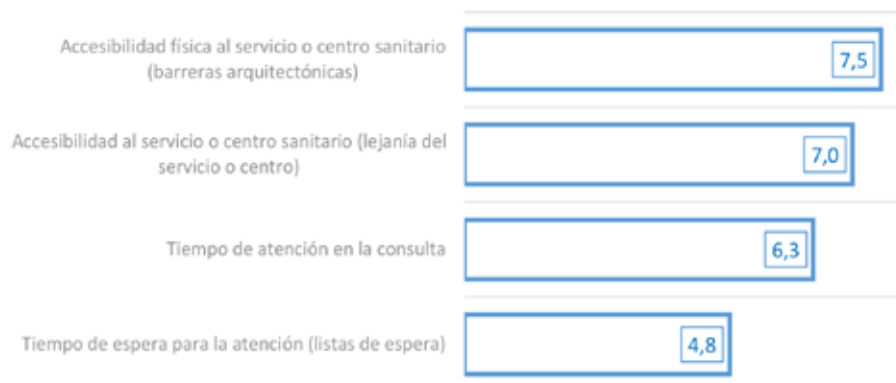 Accesibilidad física al servicio o centro sanitario
(barreras arquitectónicas)
7,5
Accesibilidad al servicio o centro sanitario (lejanía del
servicio o centro)
7,0
Tiempo de atención en la consulta
6,3
Tiempo de espera para la atención (listas de espera)
4,8